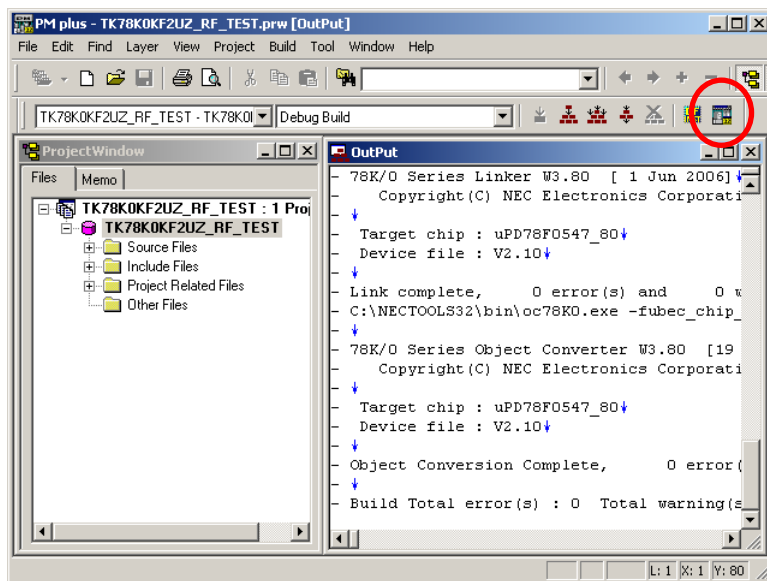 PM plus - TK78K0KF2UZ_RF_TEST.prw [OutPut]
File Edit Find Layer View Project Build Tool Window Help
TK78K0KF2UZ_RF_TEST - TK78K0I Debug Build
ProjectWindow
Files Memo
TK78K0KF2UZ_RF_TEST : 1 Proj
TK78K0KF2UZ_RF_TEST
Source Files
Include Files
Project Related Files
Other Files
OutPut
- 78K/0 Series Linker W3.80 [ 1 Jun 2006]↓
- Copyright(C) NEC Electronics Corporati
- ↓
- Target chip : uPD78F0547_80↓
- Device file : V2.10↓
- ↓
- Link complete, 0 error(s) and 0 w
- C:\NECTOOLS32\bin\oc78K0.exe -fubec_chip_
- ↓
- 78K/0 Series Object Converter W3.80 [19
- Copyright(C) NEC Electronics Corporati
- ↓
- Target chip : uPD78F0547_80↓
- Device file : V2.10↓
- ↓
- Object Conversion Complete, 0 error(
- ↓
- Build Total error(s) : 0 Total warning(s
L: 1 X: 1 Y: 80